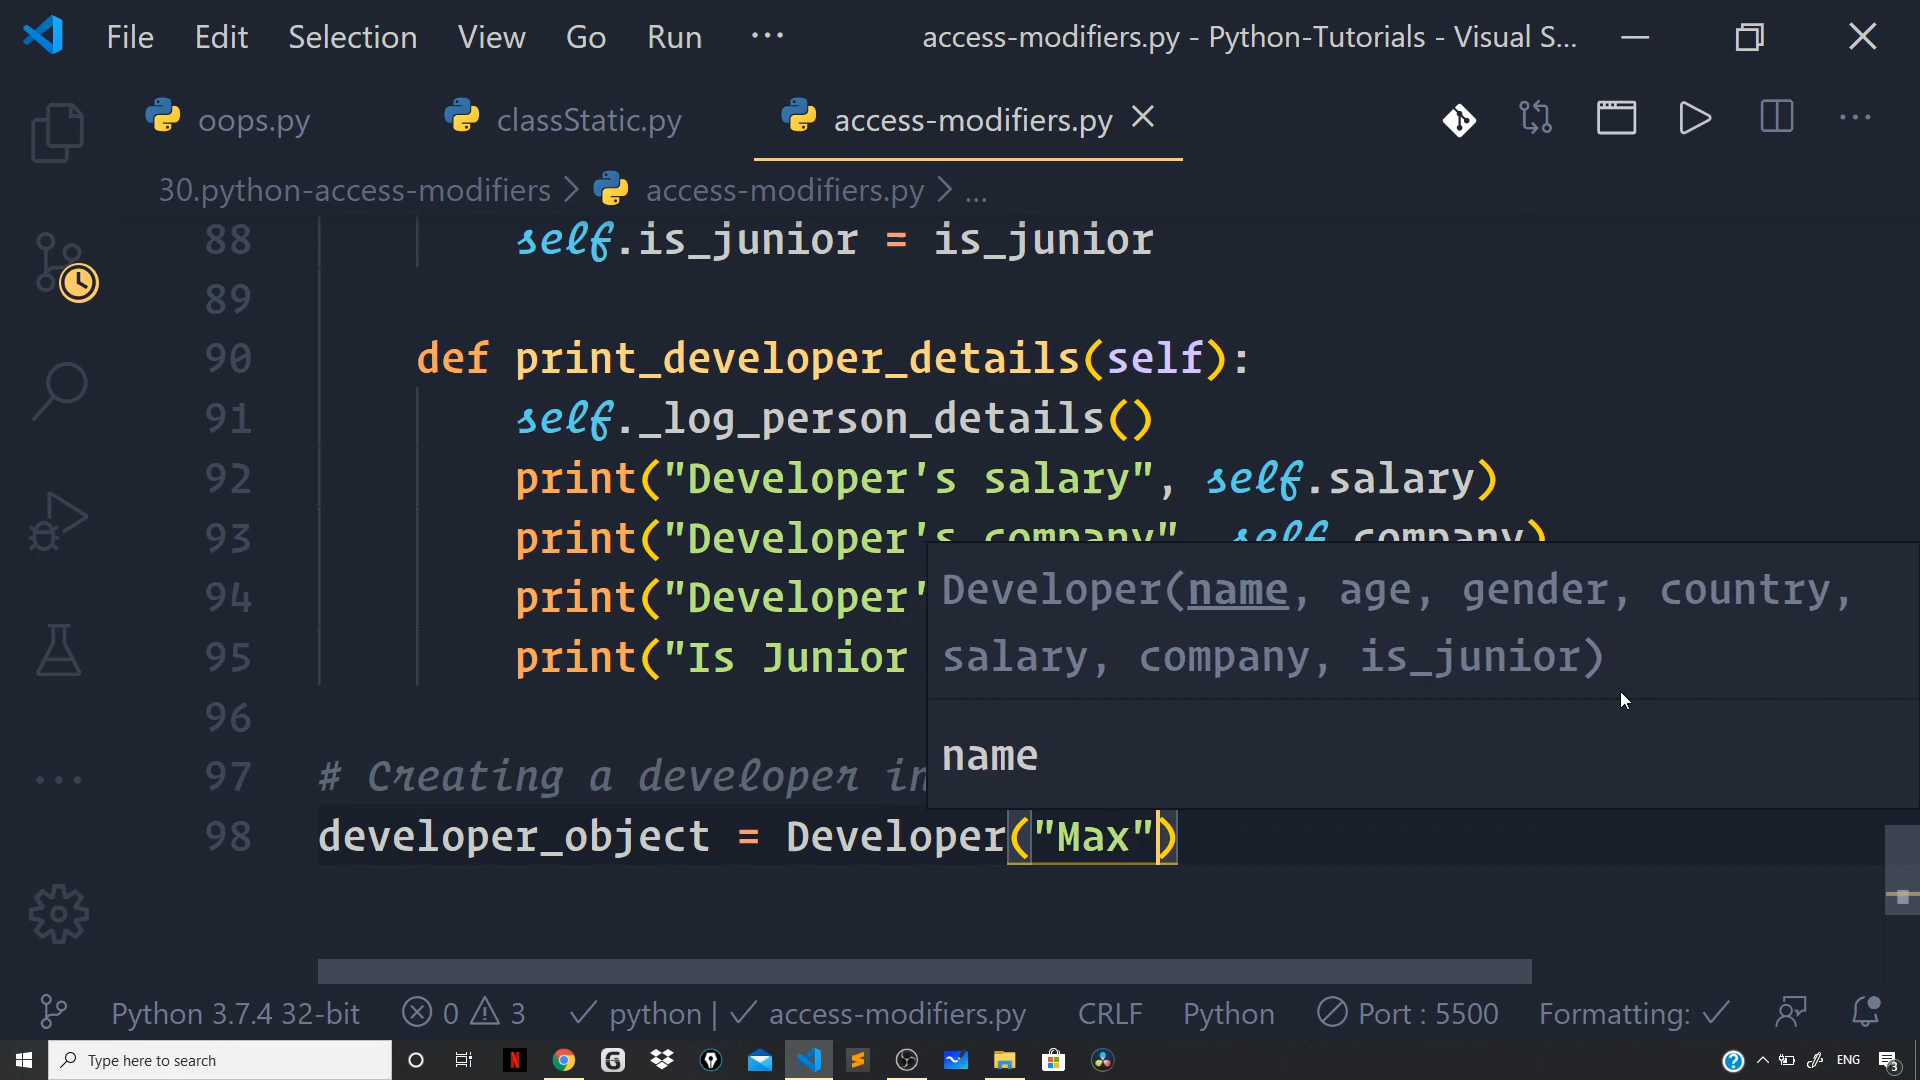 File Edit Selection View Go Run ··· access-modifiers.py - Python-Tutorials - Visual S...
oops.py classStatic.py access-modifiers.py
30.python-access-modifiers > access-modifiers.py > ...
88 self.is_junior = is_junior
89
90 def print_developer_details(self):
91 self._log_person_details()
92 print("Developer's salary", self.salary)
93 print("Developer's company", self.company)
94 print("Developer'
95 print("Is Junior
Developer(name, age, gender, country,
salary, company, is_junior)
name
96
97 # Creating a developer in
98 developer_object = Developer("Max")
Python 3.7.4 32-bit 0 3 python | access-modifiers.py CRLF Python Port : 5500 Formatting:
Type here to search ENG 3